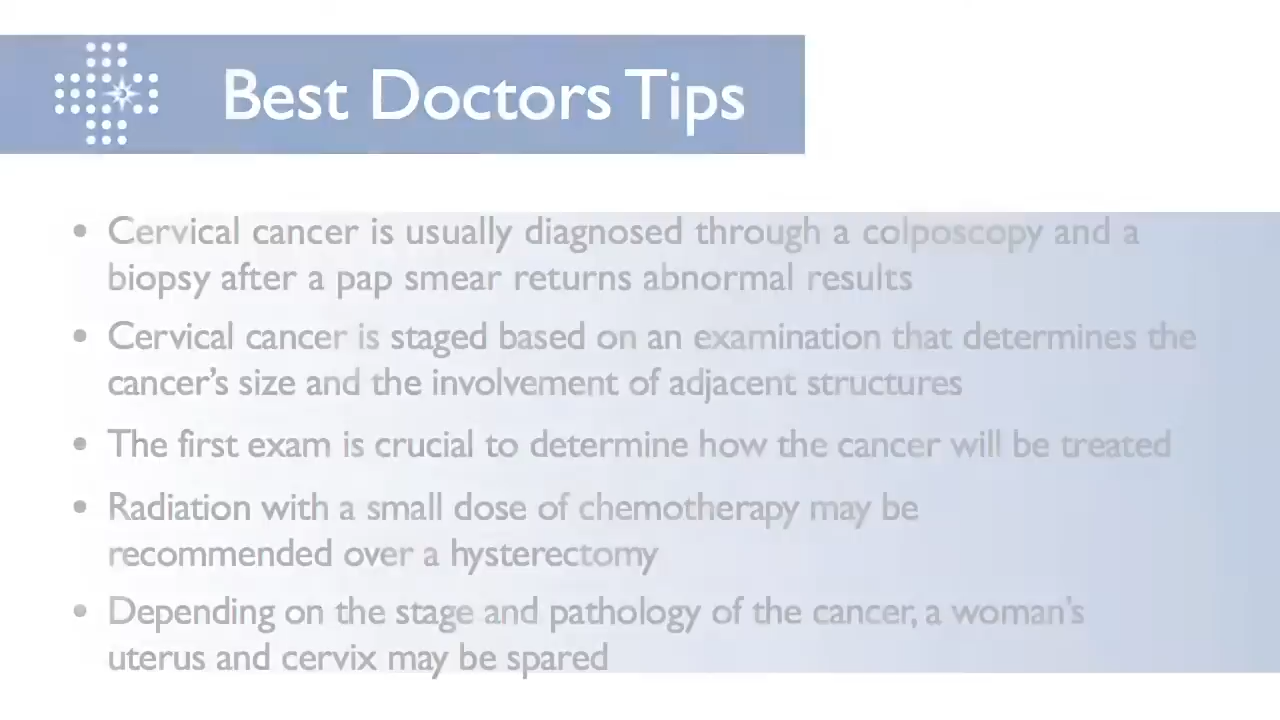 Best Doctors Tips
• Cervical cancer is usually diagnosed through a colposcopy and a
biopsy after a pap smear returns abnormal results
• Cervical cancer is staged based on an examination that determines the
cancer's size and the involvement of adjacent structures
• The first exam is crucial to determine how the cancer will be treated
• Radiation with a small dose of chemotherapy may be
recommended over a hysterectomy
• Depending on the stage and pathology of the cancer, a woman's
uterus and cervix may be spared